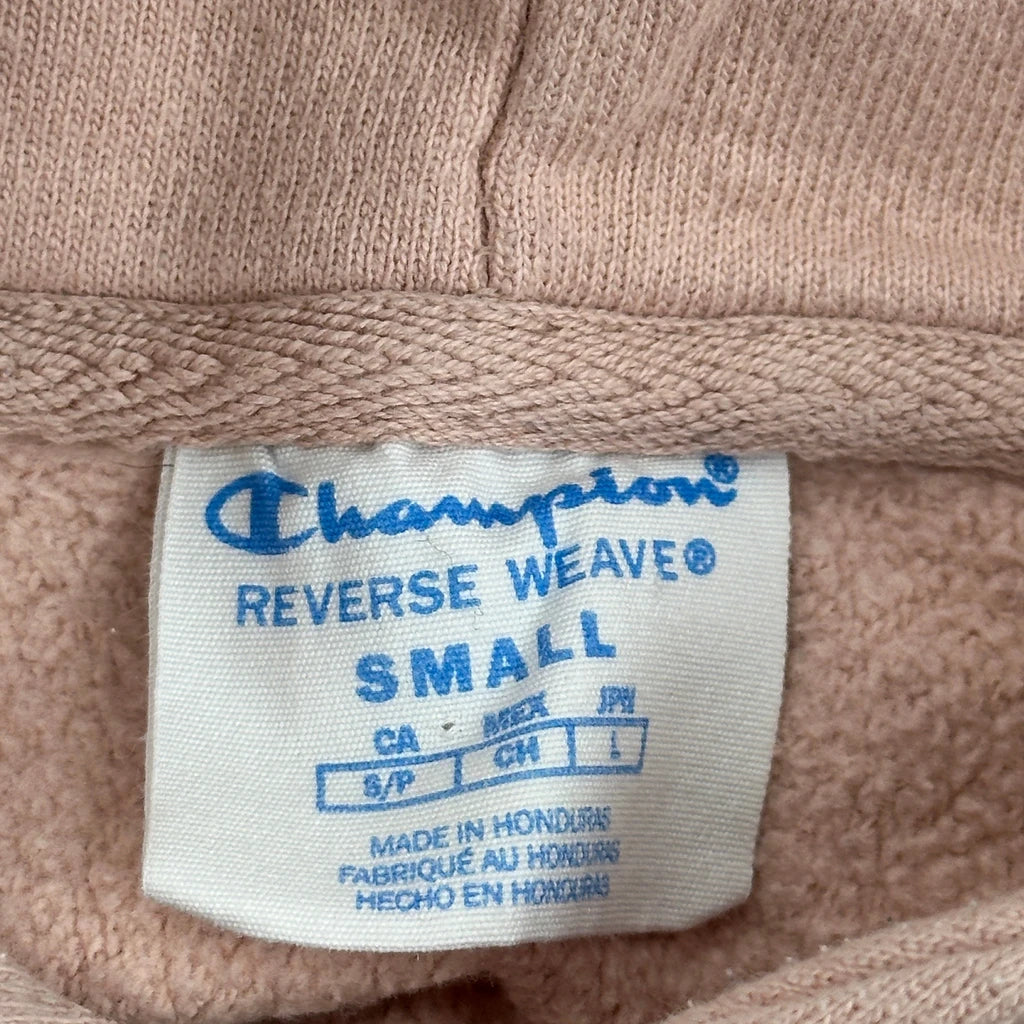 Champion®
REVERSE WEAVE®
SMALL
CA MEX JPN
S/P CH L
MADE IN HONDURAS
FABRIQUÉ AU HONDURAS
HECHO EN HONDURAS